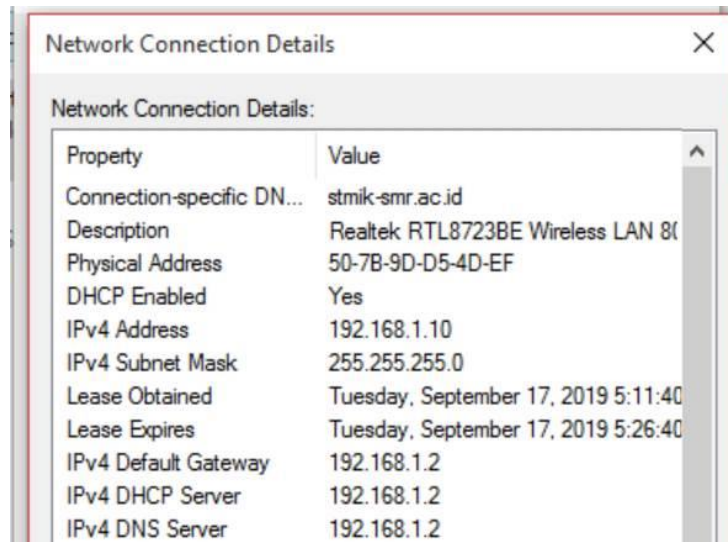 Network Connection Details
Network Connection Details:
Property Value
Connection-specific DN... stmik-smr.ac.id
Description Realtek RTL8723BE Wireless LAN 80
Physical Address 50-7B-9D-D5-4D-EF
DHCP Enabled Yes
IPv4 Address 192.168.1.10
IPv4 Subnet Mask 255.255.255.0
Lease Obtained Tuesday, September 17, 2019 5:11:40
Lease Expires Tuesday, September 17, 2019 5:26:40
IPv4 Default Gateway 192.168.1.2
IPv4 DHCP Server 192.168.1.2
IPv4 DNS Server 192.168.1.2